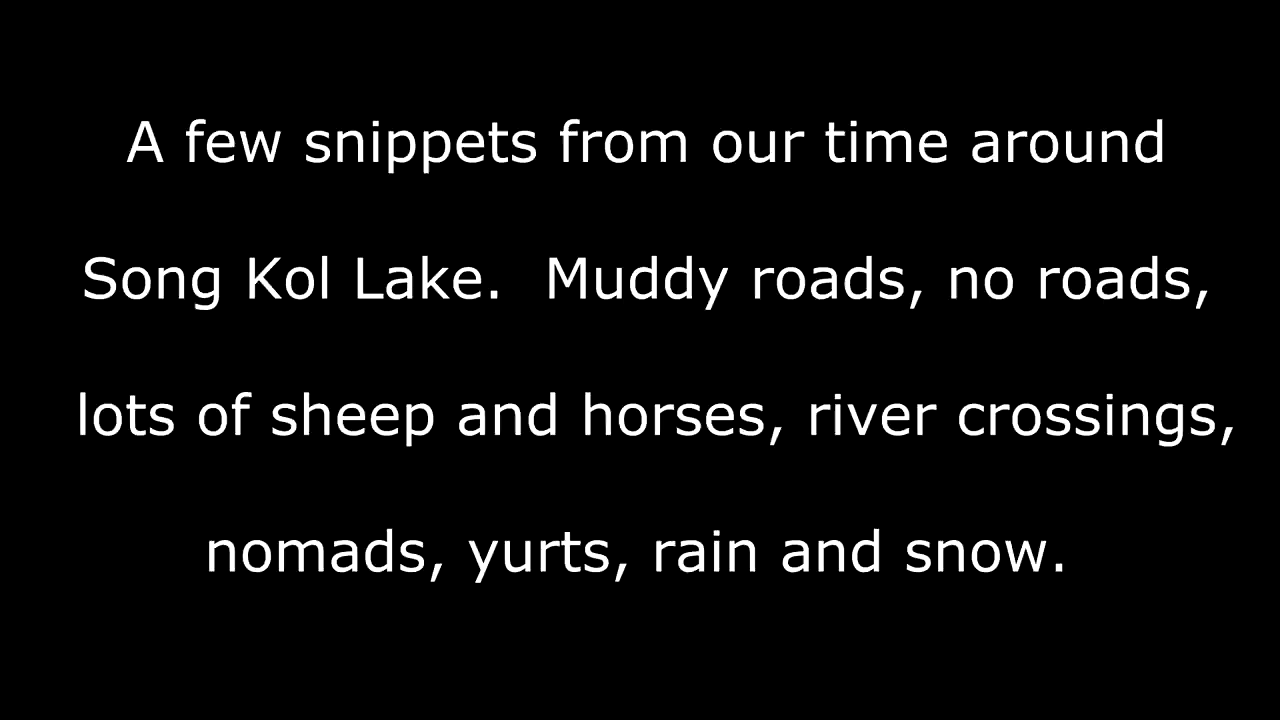 A few snippets from our time around
Song Kol Lake.  Muddy roads, no roads,
lots of sheep and horses, river crossings,
nomads, yurts, rain and snow.